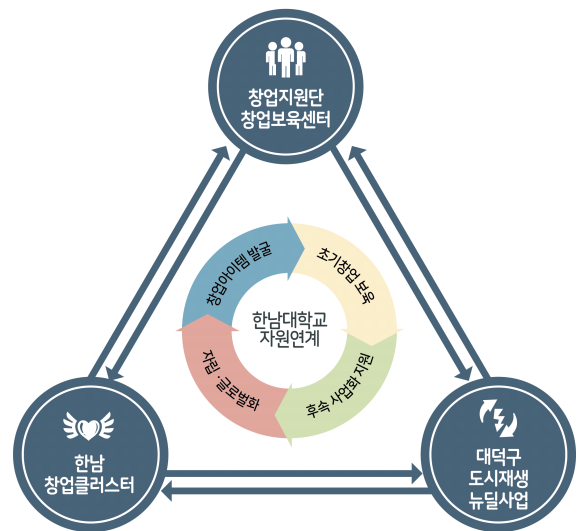 창업지원단
창업보육센터
창업아이템 발굴
초기창업 보육
한남대학교
자원연계
자립·글로벌화
후속 사업화 지원
한남
창업클러스터
대덕구
도시재생
뉴딜사업